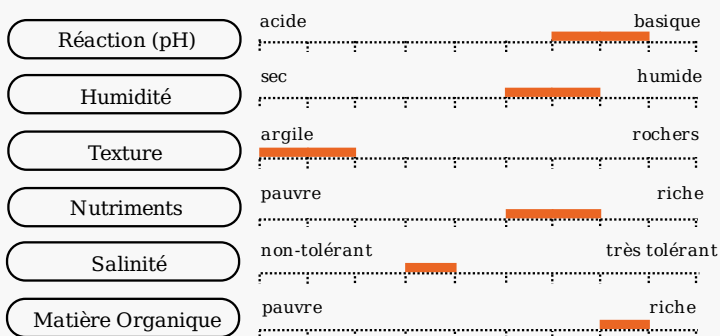 acide basique
Réaction (pH)
sec humide
Humidité
argile rochers
Texture
pauvre riche
Nutriments
non-tolérant très tolérant
Salinité
pauvre riche
Matière Organique